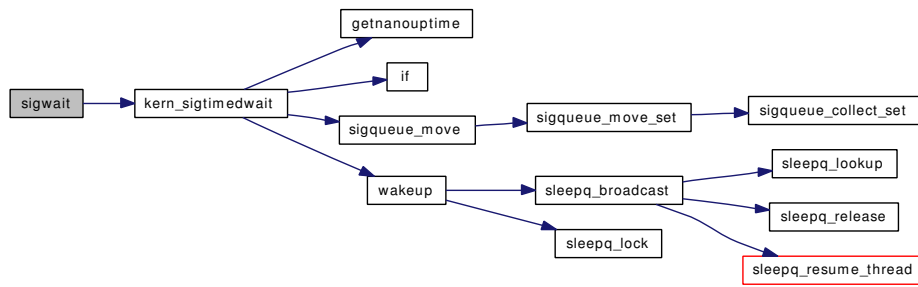 getnanouptime
if
sigwait
kern_sigtimedwait
sigqueue_move
sigqueue_move_set
sigqueue_collect_set
wakeup
sleepq_broadcast
sleepq_lookup
sleepq_release
sleepq_lock
sleepq_resume_thread